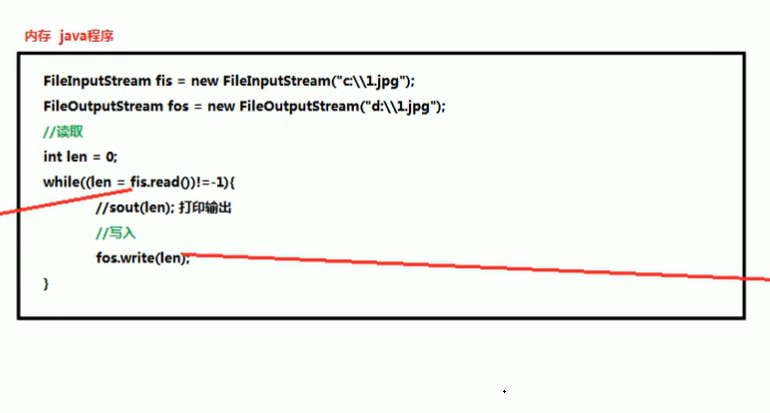 内存 java程序
FileInputStream fis = new FileInputStream("c:\\1.jpg");
FileOutputStream fos = new FileOutputStream("d:\\1.jpg");
//读取
int len = 0;
while((len = fis.read())!=-1){
//sout(len); 打印输出
//写入
fos.write(len);
}